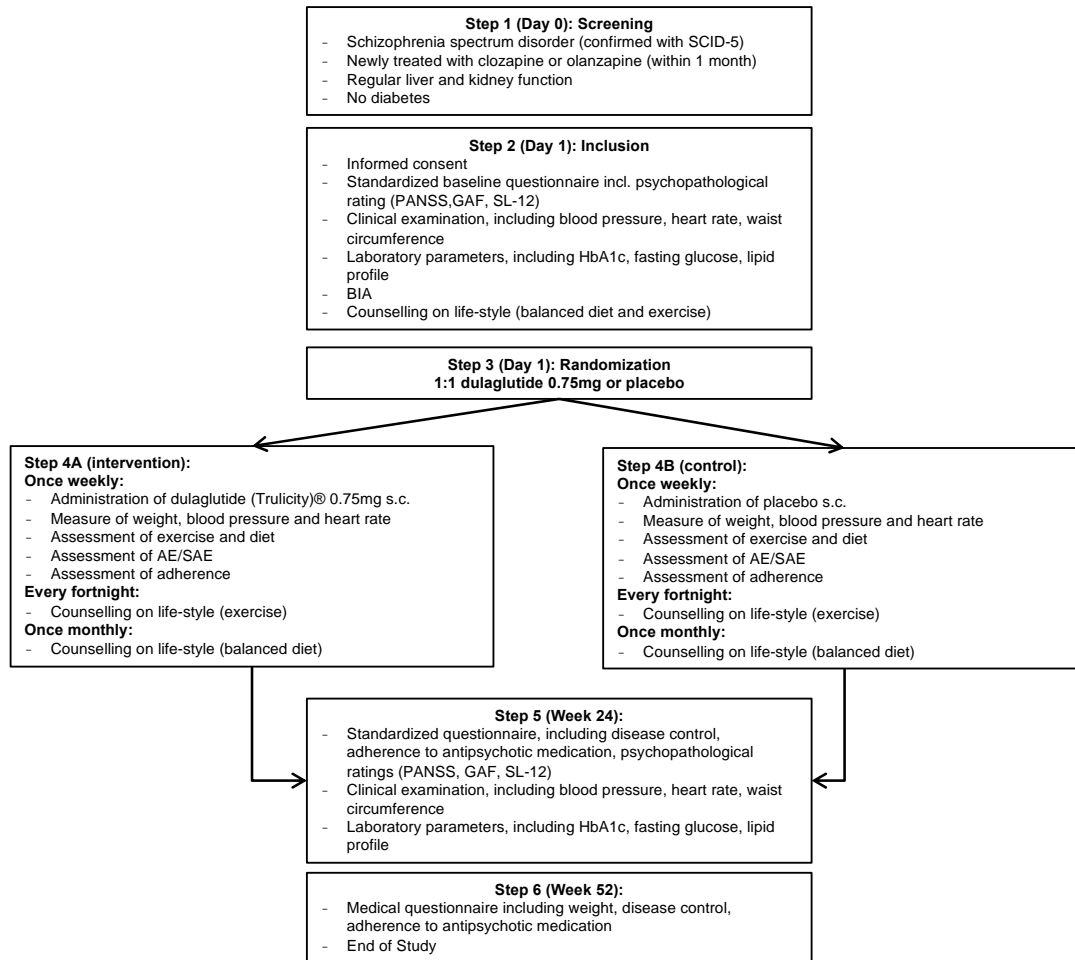 Step 1 (Day 0): Screening
- Schizophrenia spectrum disorder (confirmed with SCID-5)
- Newly treated with clozapine or olanzapine (within 1 month)
- Regular liver and kidney function
- No diabetes
Step 2 (Day 1): Inclusion
- Informed consent
- Standardized baseline questionnaire incl. psychopathological
rating (PANSS,GAF, SL-12)
- Clinical examination, including blood pressure, heart rate, waist
circumference
- Laboratory parameters, including HbA1c, fasting glucose, lipid
profile
- BIA
- Counselling on life-style (balanced diet and exercise)
Step 3 (Day 1): Randomization
1:1 dulaglutide 0.75mg or placebo
Step 4A (intervention):
Once weekly:
- Administration of dulaglutide (Trulicity)® 0.75mg s.c.
- Measure of weight, blood pressure and heart rate
- Assessment of exercise and diet
- Assessment of AE/SAE
- Assessment of adherence
Every fortnight:
- Counselling on life-style (exercise)
Once monthly:
- Counselling on life-style (balanced diet)
Step 4B (control):
Once weekly:
- Administration of placebo s.c.
- Measure of weight, blood pressure and heart rate
- Assessment of exercise and diet
- Assessment of AE/SAE
- Assessment of adherence
Every fortnight:
- Counselling on life-style (exercise)
Once monthly:
- Counselling on life-style (balanced diet)
Step 5 (Week 24):
- Standardized questionnaire, including disease control,
adherence to antipsychotic medication, psychopathological
ratings (PANSS, GAF, SL-12)
- Clinical examination, including blood pressure, heart rate, waist
circumference
- Laboratory parameters, including HbA1c, fasting glucose, lipid
profile
Step 6 (Week 52):
- Medical questionnaire including weight, disease control,
adherence to antipsychotic medication
- End of Study